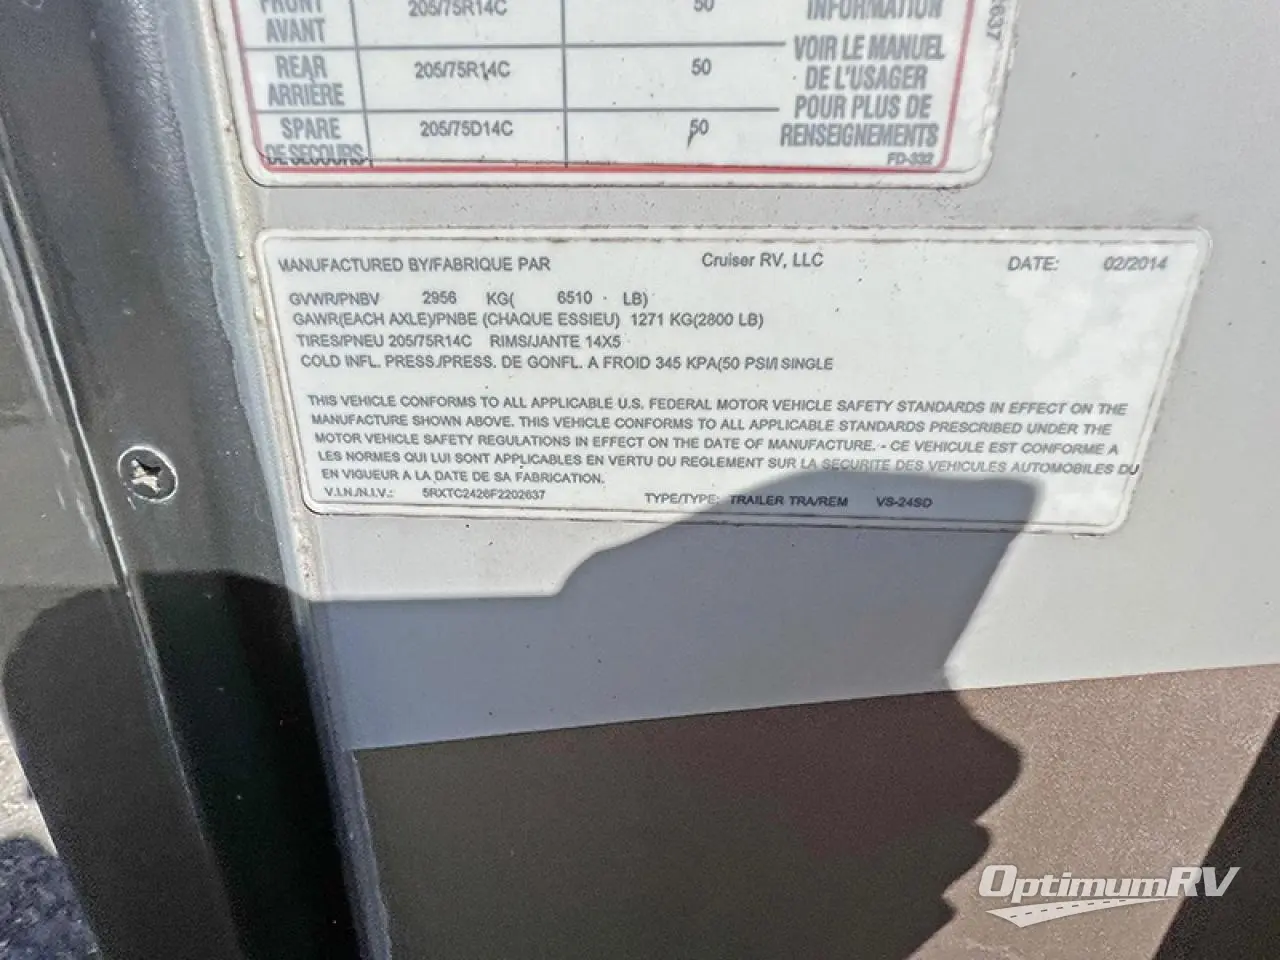 FRONT 205/75R14C 50 INFORMATION
AVANT
VOIR LE MANUEL
REAR 205/75R14C 50 DE L'USAGER
ARRIÈRE
POUR PLUS DE
SPARE 205/75D14C 50 RENSEIGNEMENTS
DE SECOURS
FD-332
2637
MANUFACTURED BY/FABRIQUE PAR Cruiser RV, LLC DATE: 02/2014
GVWR/PNBV 2956 KG( 6510 LB)
GAWR(EACH AXLE)/PNBE (CHAQUE ESSIEU) 1271 KG(2800 LB)
TIRES/PNEU 205/75R14C RIMS/JANTE 14X5
COLD INFL. PRESS./PRESS. DE GONFL. A FROID 345 KPA(50 PSI/I SINGLE
THIS VEHICLE CONFORMS TO ALL APPLICABLE U.S. FEDERAL MOTOR VEHICLE SAFETY STANDARDS IN EFFECT ON THE
MANUFACTURE SHOWN ABOVE. THIS VEHICLE CONFORMS TO ALL APPLICABLE STANDARDS PRESCRIBED UNDER THE
MOTOR VEHICLE SAFETY REGULATIONS IN EFFECT ON THE DATE OF MANUFACTURE. - CE VEHICULE EST CONFORME A
LES NORMES QUI LUI SONT APPLICABLES EN VERTU DU REGLEMENT SUR LA SECURITE DES VEHICULES AUTOMOBILES DU
EN VIGUEUR A LA DATE DE SA FABRICATION.
V.I.N./N.I.V.: 5RXTC2426F2202637 TYPE/TYPE: TRAILER TRA/REM VS-24SD
OptimumRV